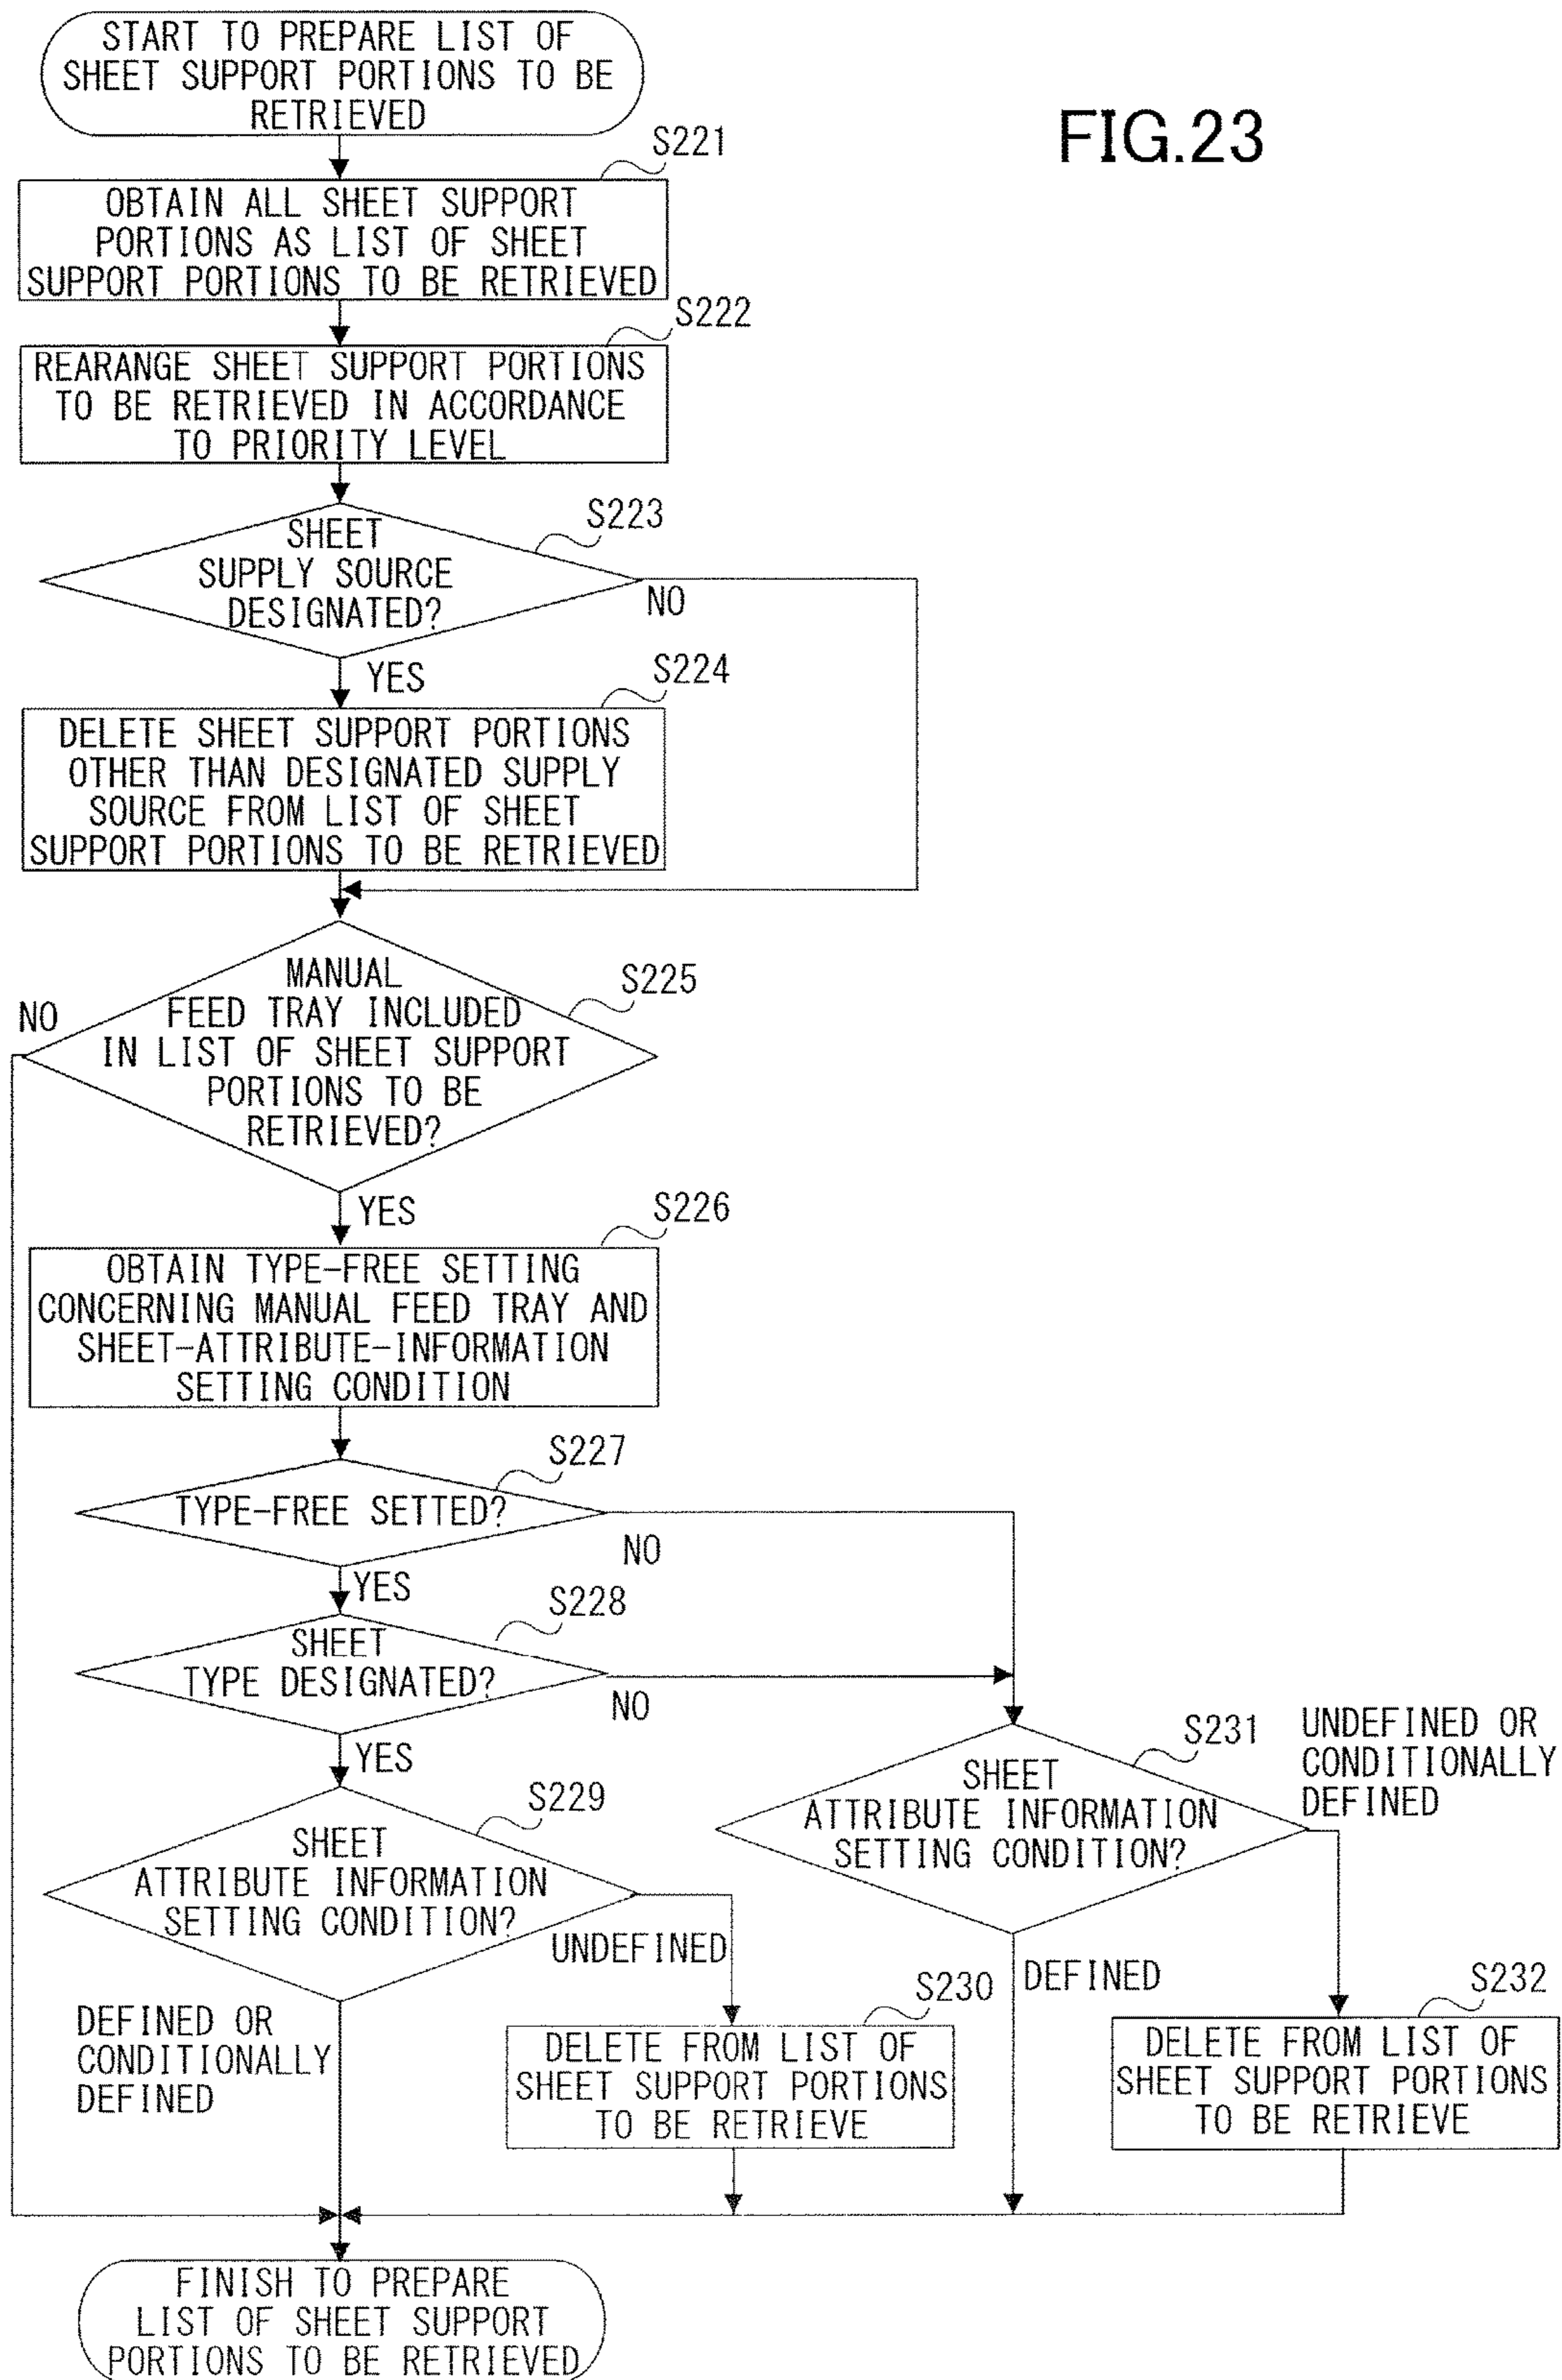 START TO PREPARE LIST OF
SHEET SUPPORT PORTIONS TO BE
RETRIEVED
FIG.23
S221
OBTAIN ALL SHEET SUPPORT
PORTIONS AS LIST OF SHEET
SUPPORT PORTIONS TO BE RETRIEVED
S222
REARANGE SHEET SUPPORT PORTIONS
TO BE RETRIEVED IN ACCORDANCE
TO PRIORITY LEVEL
S223
SHEET
SUPPLY SOURCE
DESIGNATED?
NO
YES
S224
DELETE SHEET SUPPORT PORTIONS
OTHER THAN DESIGNATED SUPPLY
SOURCE FROM LIST OF SHEET
SUPPORT PORTIONS TO BE RETRIEVED
S225
MANUAL
FEED TRAY INCLUDED
IN LIST OF SHEET SUPPORT
PORTIONS TO BE
RETRIEVED?
NO
YES
S226
OBTAIN TYPE-FREE SETTING
CONCERNING MANUAL FEED TRAY AND
SHEET-ATTRIBUTE-INFORMATION
SETTING CONDITION
S227
TYPE-FREE SETTED?
NO
YES
S228
SHEET
TYPE DESIGNATED?
NO
YES
S229
SHEET
ATTRIBUTE INFORMATION
SETTING CONDITION?
UNDEFINED
DEFINED OR
CONDITIONALLY
DEFINED
S230
DELETE FROM LIST OF
SHEET SUPPORT PORTIONS
TO BE RETRIEVE
S231
SHEET
ATTRIBUTE INFORMATION
SETTING CONDITION?
UNDEFINED OR
CONDITIONALLY
DEFINED
DEFINED
S232
DELETE FROM LIST OF
SHEET SUPPORT PORTIONS
TO BE RETRIEVE
FINISH TO PREPARE
LIST OF SHEET SUPPORT
PORTIONS TO BE RETRIEVED